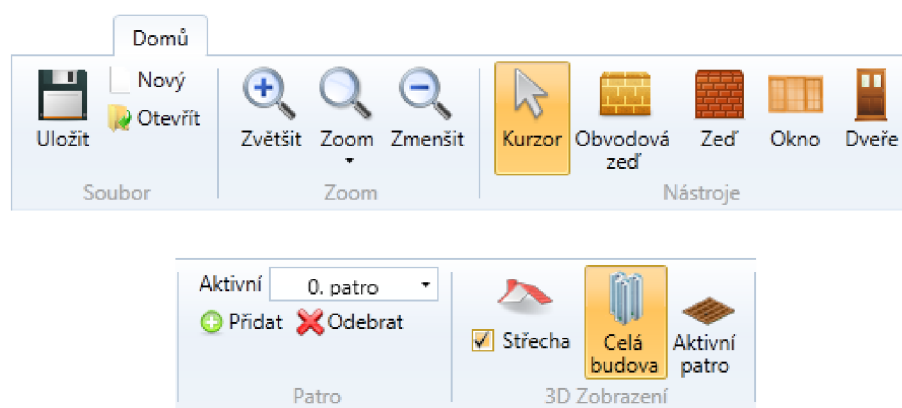 Domů
Uložit
Nový
Otevřít
Soubor
Zvětšit
Zoom
Zmenšit
Zoom
Kurzor
Obvodová
zeď
Zeď
Okno
Dveře
Nástroje
Aktivní 0. patro
Přidat Odebrat
Patro
Střecha
Celá
budova
Aktivní
patro
3D Zobrazení